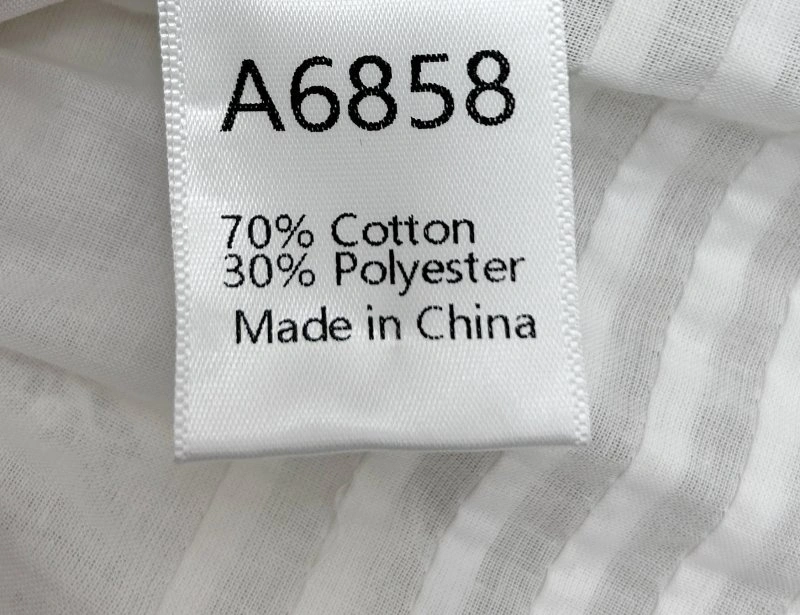 A6858
70% Cotton
30% Polyester
Made in China